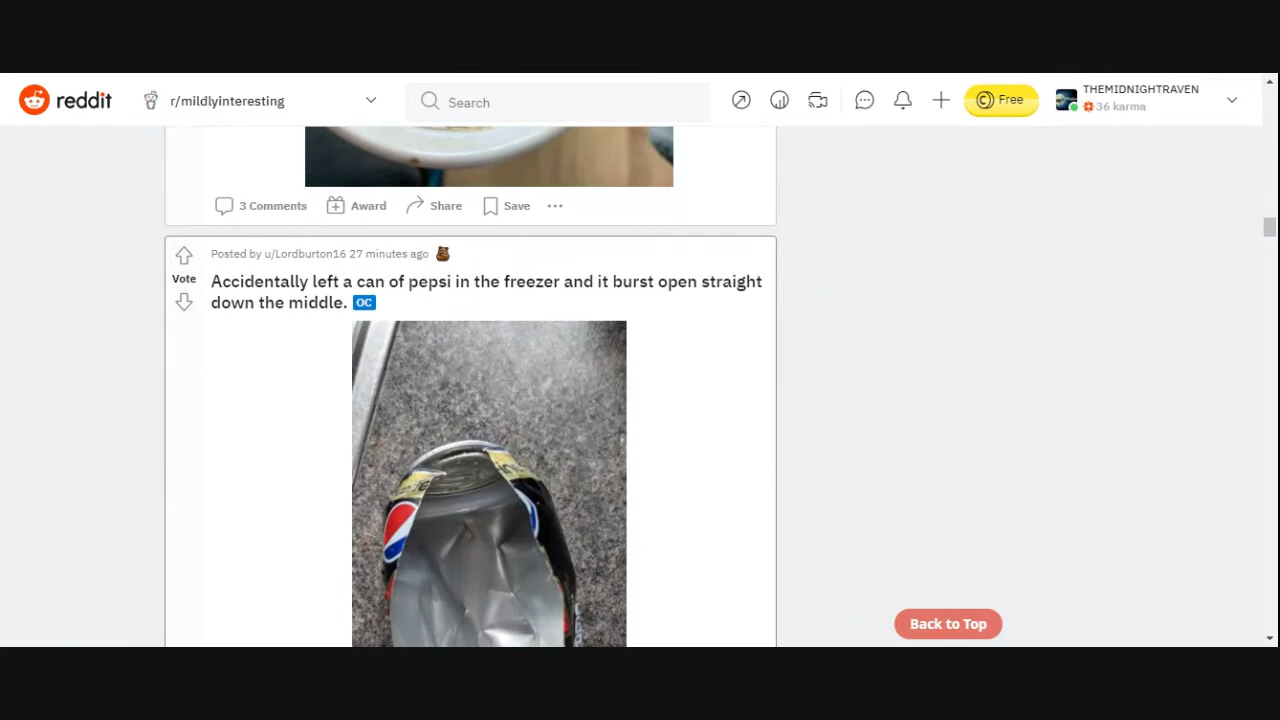 reddit
r/mildlyinteresting
Search
Free
THEMIDNIGHTRAVEN
36 karma
3 Comments
Award
Share
Save
Posted by u/Lordburton16 27 minutes ago
Vote
Accidentally left a can of pepsi in the freezer and it burst open straight
down the middle. OC
Back to Top